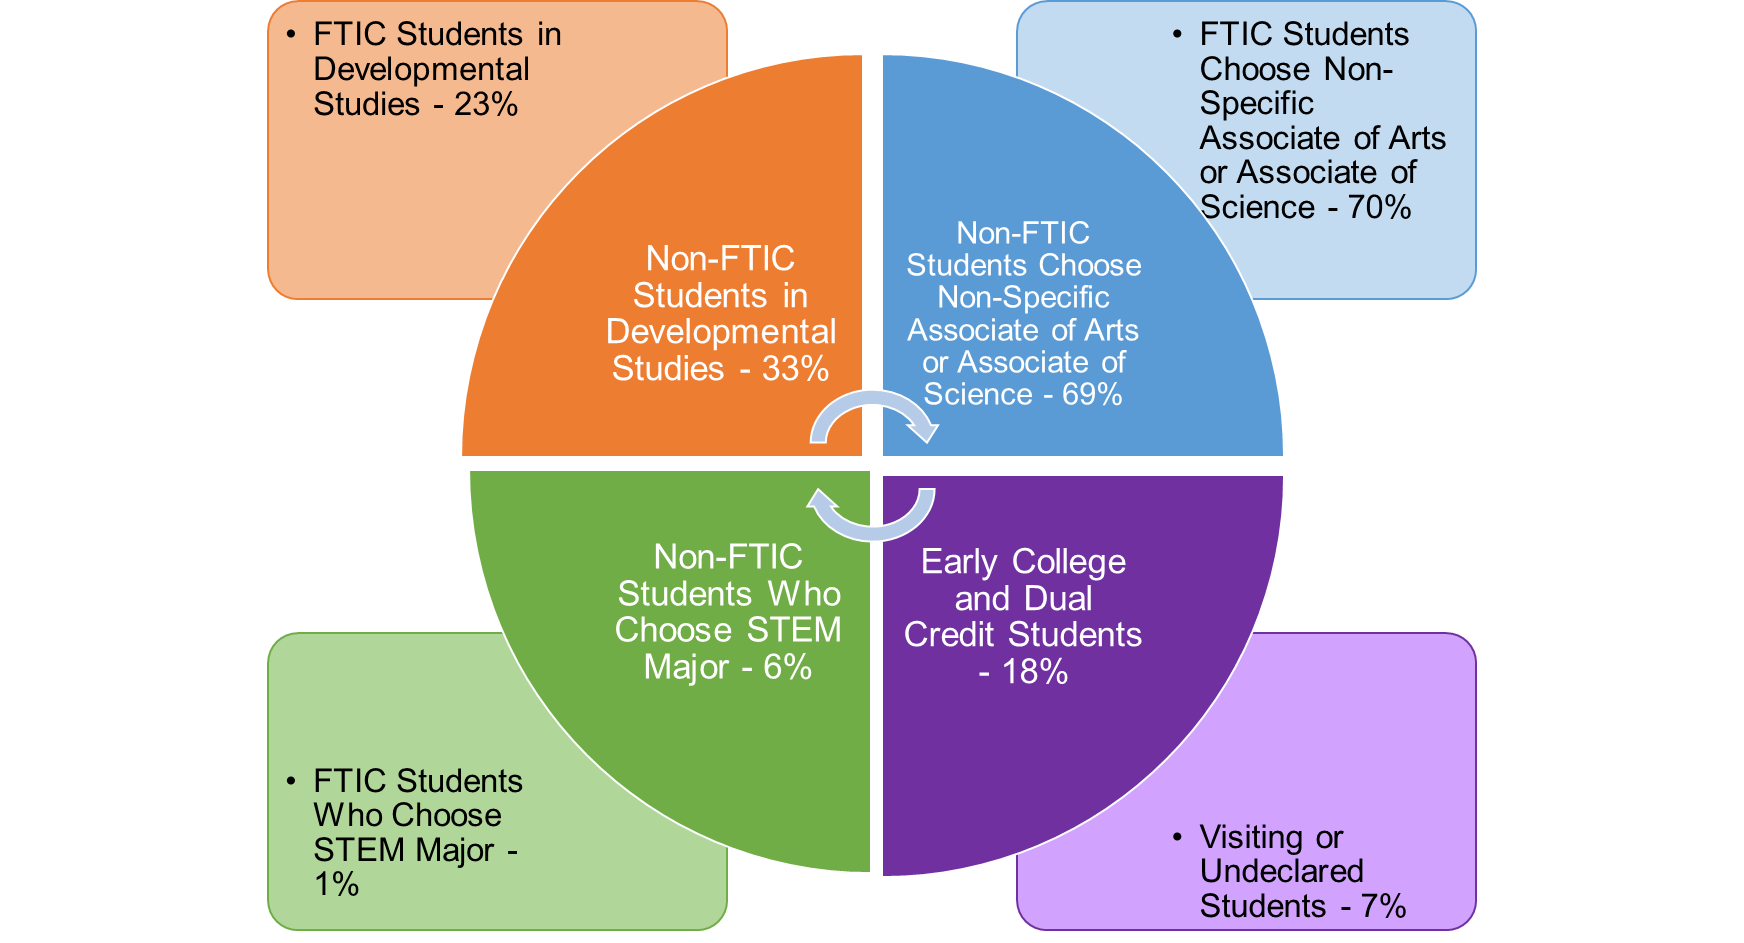 • FTIC Students in
Developmental
Studies - 23%
• FTIC Students
Choose Non-
Specific
Associate of Arts
or Associate of
Science - 70%
Non-FTIC
Students in
Developmental
Studies - 33%
Non-FTIC
Students Choose
Non-Specific
Associate of Arts
or Associate of
Science - 69%
Non-FTIC
Students Who
Choose STEM
Major - 6%
Early College
and Dual
Credit Students
- 18%
• FTIC Students
Who Choose
STEM Major -
1%
• Visiting or
Undeclared
Students - 7%